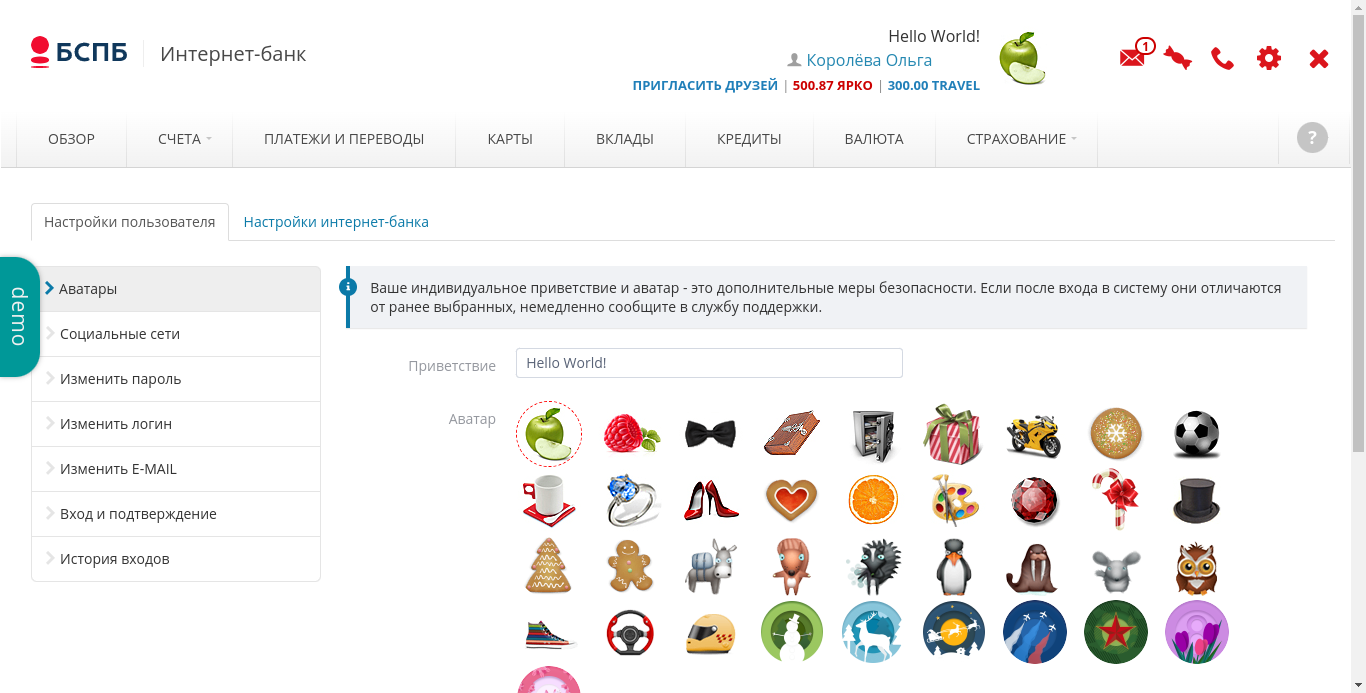 БСПБ
Интернет-банк
Hello World!
Королёва Ольга
ПРИГЛАСИТЬ ДРУЗЕЙ | 500.87 ЯРКО | 300.00 TRAVEL
1
ОБЗОР
СЧЕТА
ПЛАТЕЖИ И ПЕРЕВОДЫ
КАРТЫ
ВКЛАДЫ
КРЕДИТЫ
ВАЛЮТА
СТРАХОВАНИЕ
?
Настройки пользователя
Настройки интернет-банка
demo
Аватары
Социальные сети
Изменить пароль
Изменить логин
Изменить E-MAIL
Вход и подтверждение
История входов
Ваше индивидуальное приветствие и аватар - это дополнительные меры безопасности. Если после входа в систему они отличаются
от ранее выбранных, немедленно сообщите в службу поддержки.
Приветствие
Hello World!
Аватар